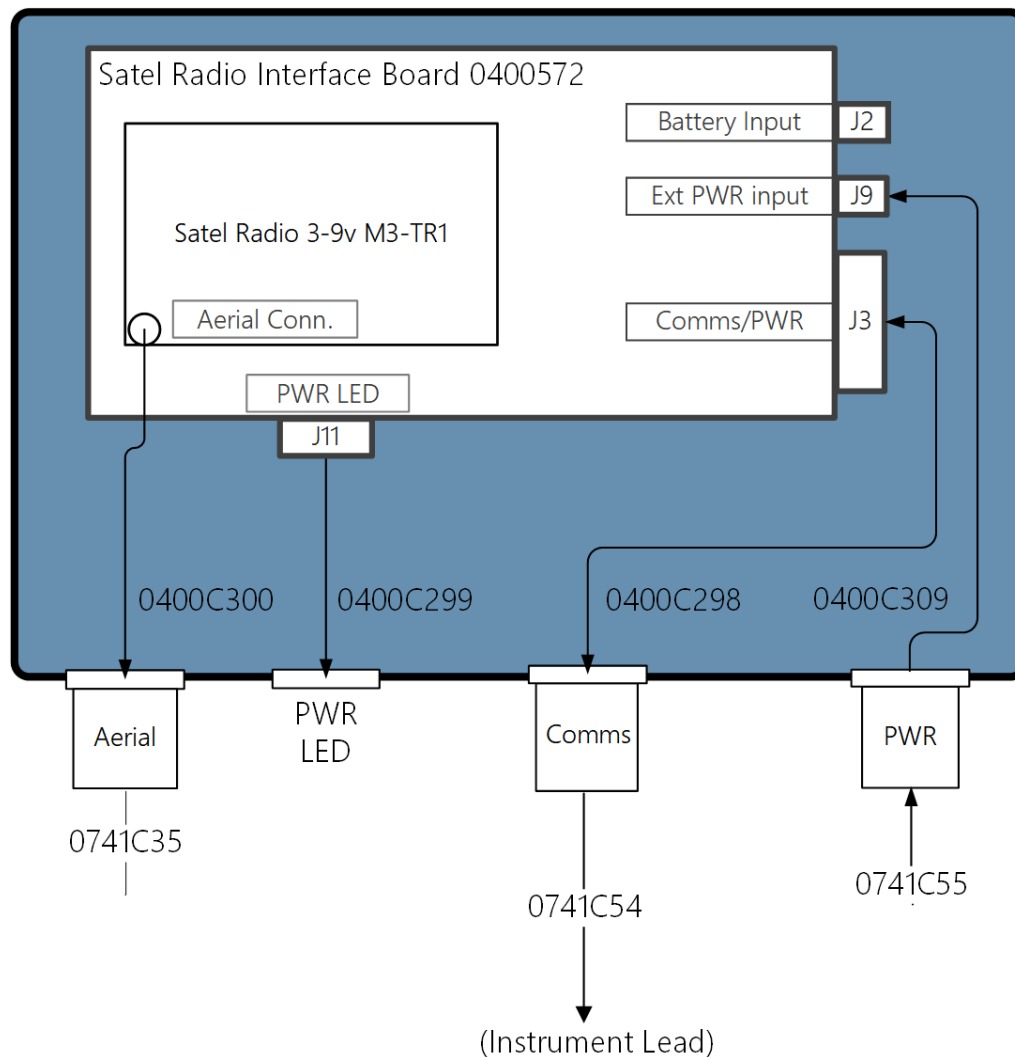 Satel Radio Interface Board 0400572
Battery Input
J2
Satel Radio 3-9v M3-TR1
Ext PWR input
J9
Aerial Conn.
Comms/PWR
J3
PWR LED
J11
0400C300
0400C299
0400C298
0400C309
Aerial
PWR
LED
Comms
PWR
0741C35
0741C54
0741C55
(Instrument Lead)